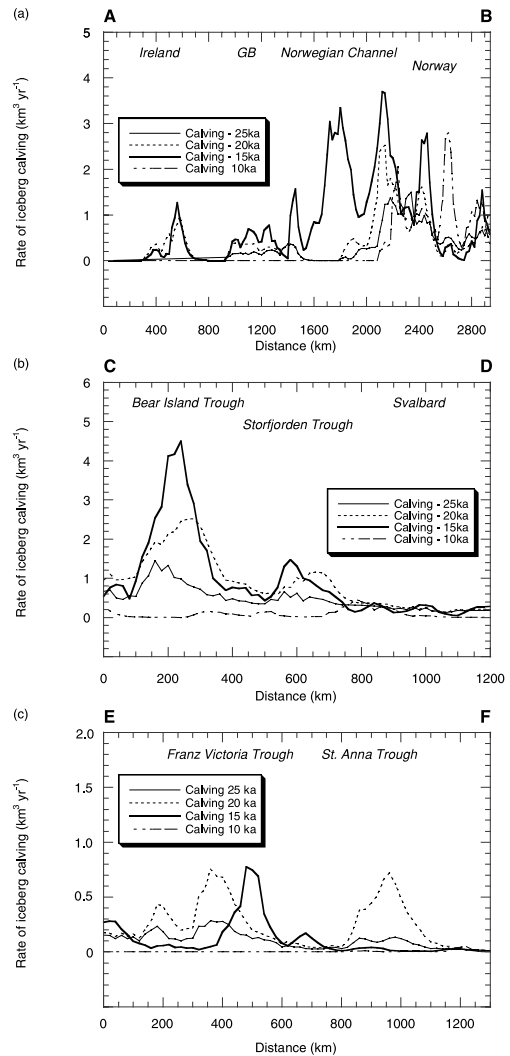 (a)
A B
5
Ireland GB Norwegian Channel
Norway
4
Calving - 25ka
Calving - 20ka
Calving - 15ka
Calving 10ka
3
2
1
0
Rate of iceberg calving (km³ yr⁻¹)
0 400 800 1200 1600 2000 2400 2800
Distance (km)
(b)
C D
6
Bear Island Trough Svalbard
Storfjorden Trough
5
4
Calving - 25ka
Calving - 20ka
Calving - 15ka
Calving - 10ka
3
2
1
0
Rate of iceberg calving (km³ yr⁻¹)
0 200 400 600 800 1000 1200
Distance (km)
(c)
E F
2.0
Franz Victoria Trough St. Anna Trough
1.5
Calving 25 ka
Calving 20 ka
Calving 15 ka
Calving 10 ka
1.0
0.5
0
Rate of iceberg calving (km³ yr⁻¹)
0 200 400 600 800 1000 1200
Distance (km)